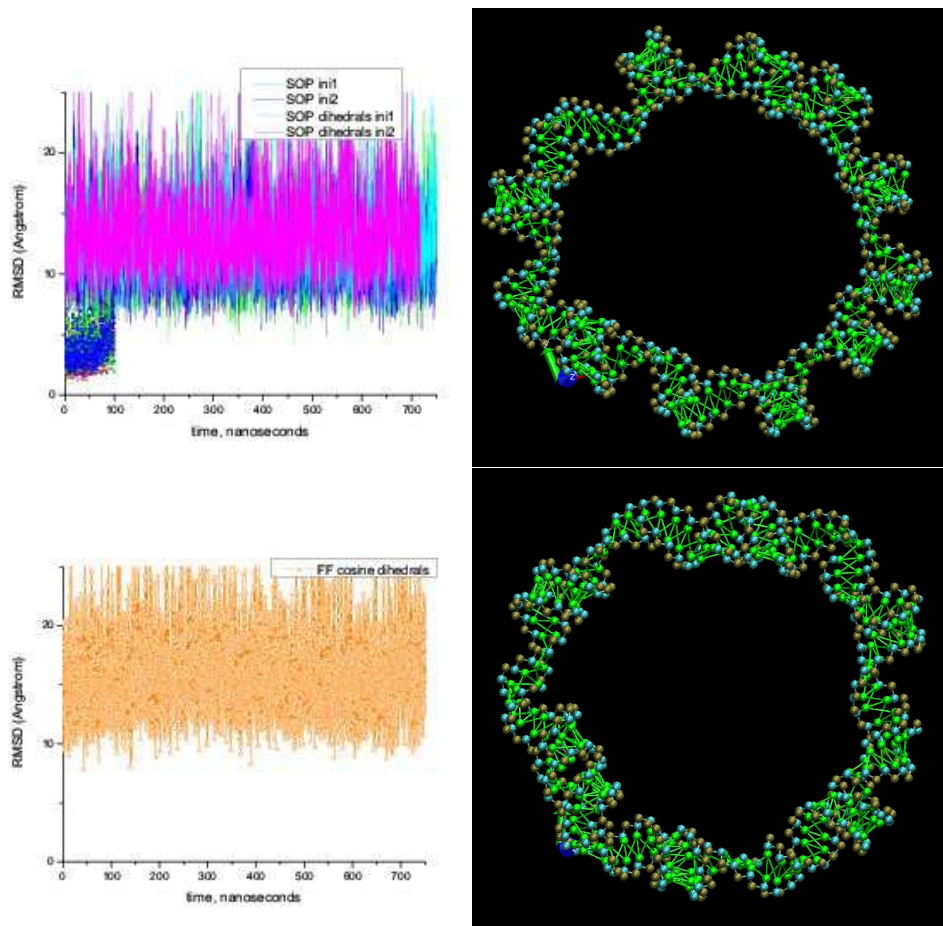 SOP ini1
SOP ini2
SOP dihedrals ini1
SOP dihedrals ini2
20
10
0
RMSD (Angstrom)
0 100 200 300 400 500 600 700
time, nanoseconds
Z
FF cosine dihedrals
20
10
0
RMSD (Angstrom)
0 100 200 300 400 500 600 700
time, nanoseconds